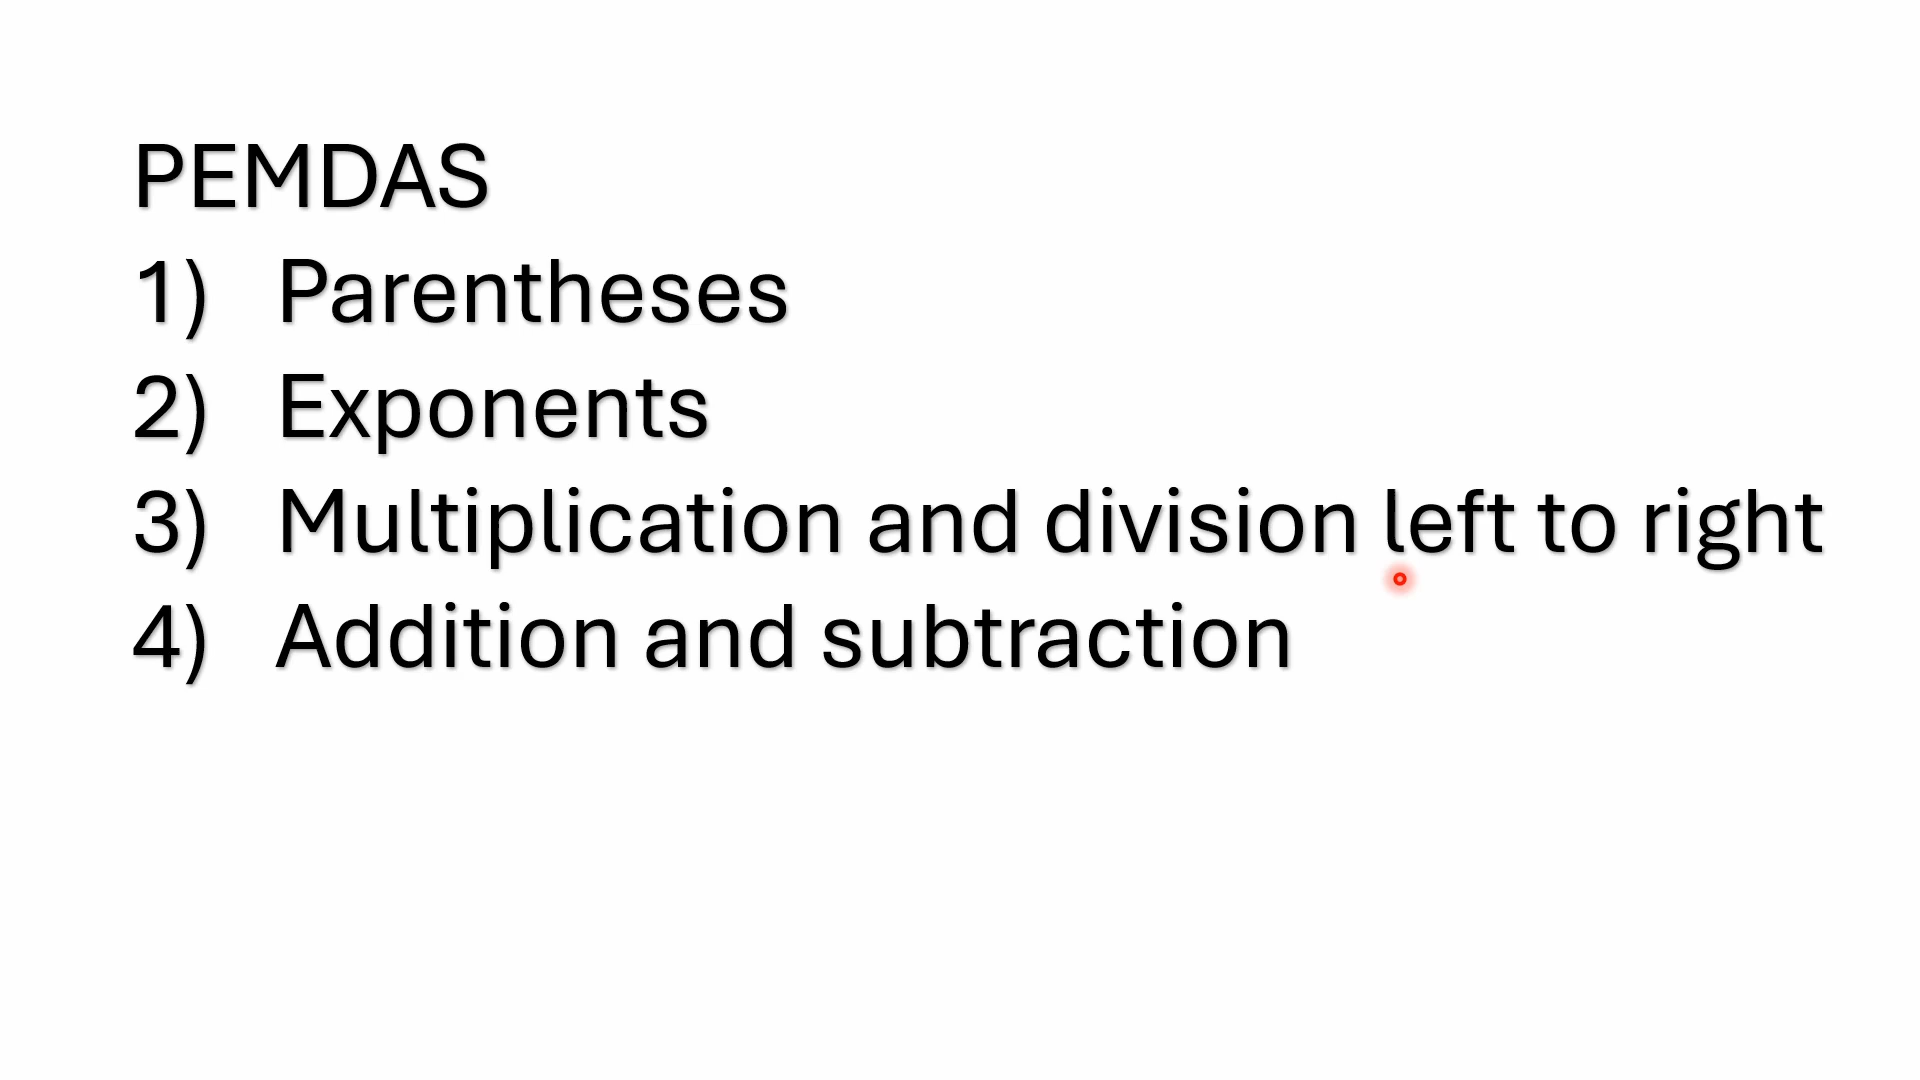 PEMDAS
1) Parentheses
2) Exponents
3) Multiplication and division left to right
4) Addition and subtraction